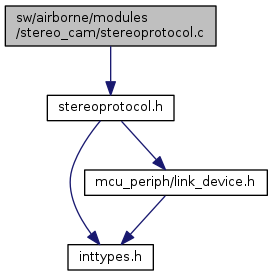 sw/airborne/modules
/stereo_cam/stereoprotocol.c
stereoprotocol.h
mcu_periph/link_device.h
inttypes.h